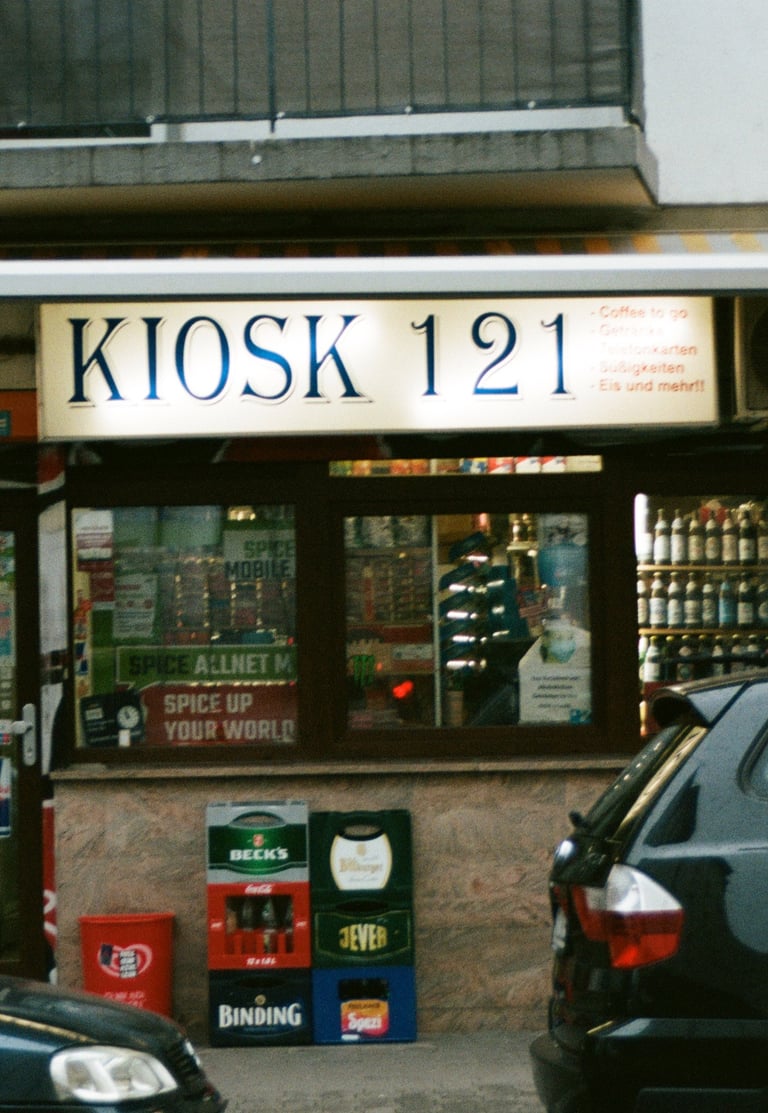 KIOSK 121
- Coffee to go
- Getränke
Telefonkarten
- Süßigkeiten
- Eis und mehr!!
SPICE
MOBILE
SPICE ALLNET M
SPICE UP
YOUR WORLD
BECK'S
Bitburger
Coca-Cola
JEVER
BINDING
Spezi